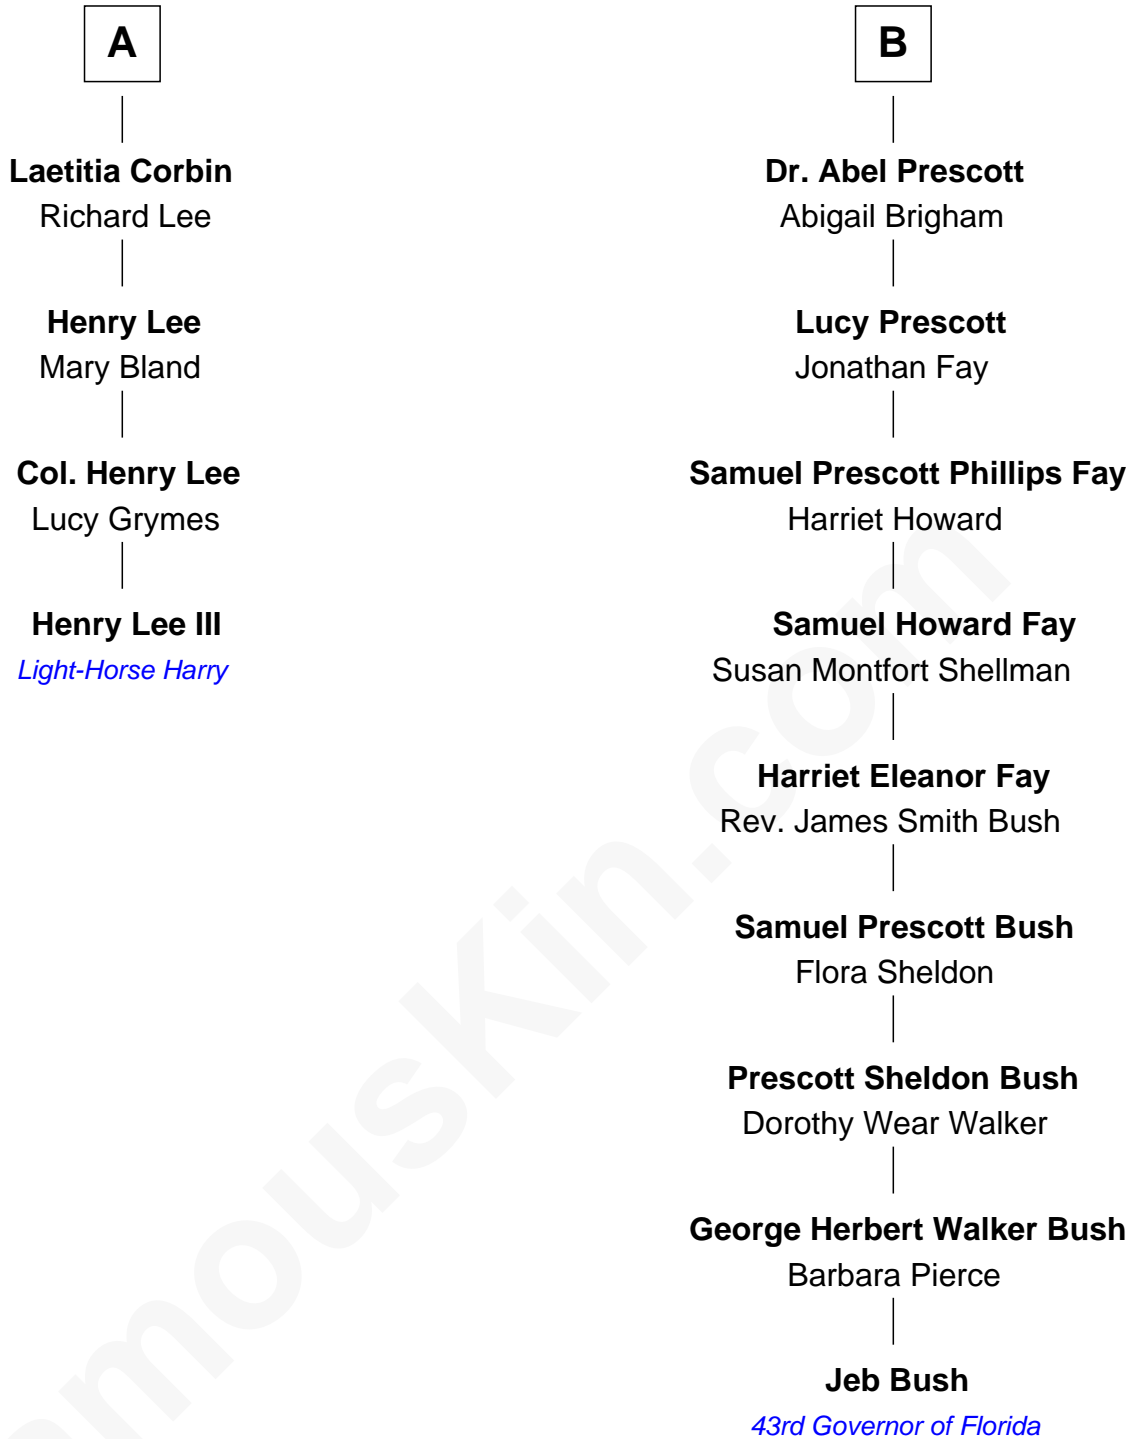 A
Laetitia Corbin
Richard Lee
Henry Lee
Mary Bland
Col. Henry Lee
Lucy Grymes
Henry Lee III
Light-Horse Harry
B
Dr. Abel Prescott
Abigail Brigham
Lucy Prescott
Jonathan Fay
Samuel Prescott Phillips Fay
Harriet Howard
Samuel Howard Fay
Susan Montfort Shellman
Harriet Eleanor Fay
Rev. James Smith Bush
Samuel Prescott Bush
Flora Sheldon
Prescott Sheldon Bush
Dorothy Wear Walker
George Herbert Walker Bush
Barbara Pierce
Jeb Bush
43rd Governor of Florida
amouskin.com